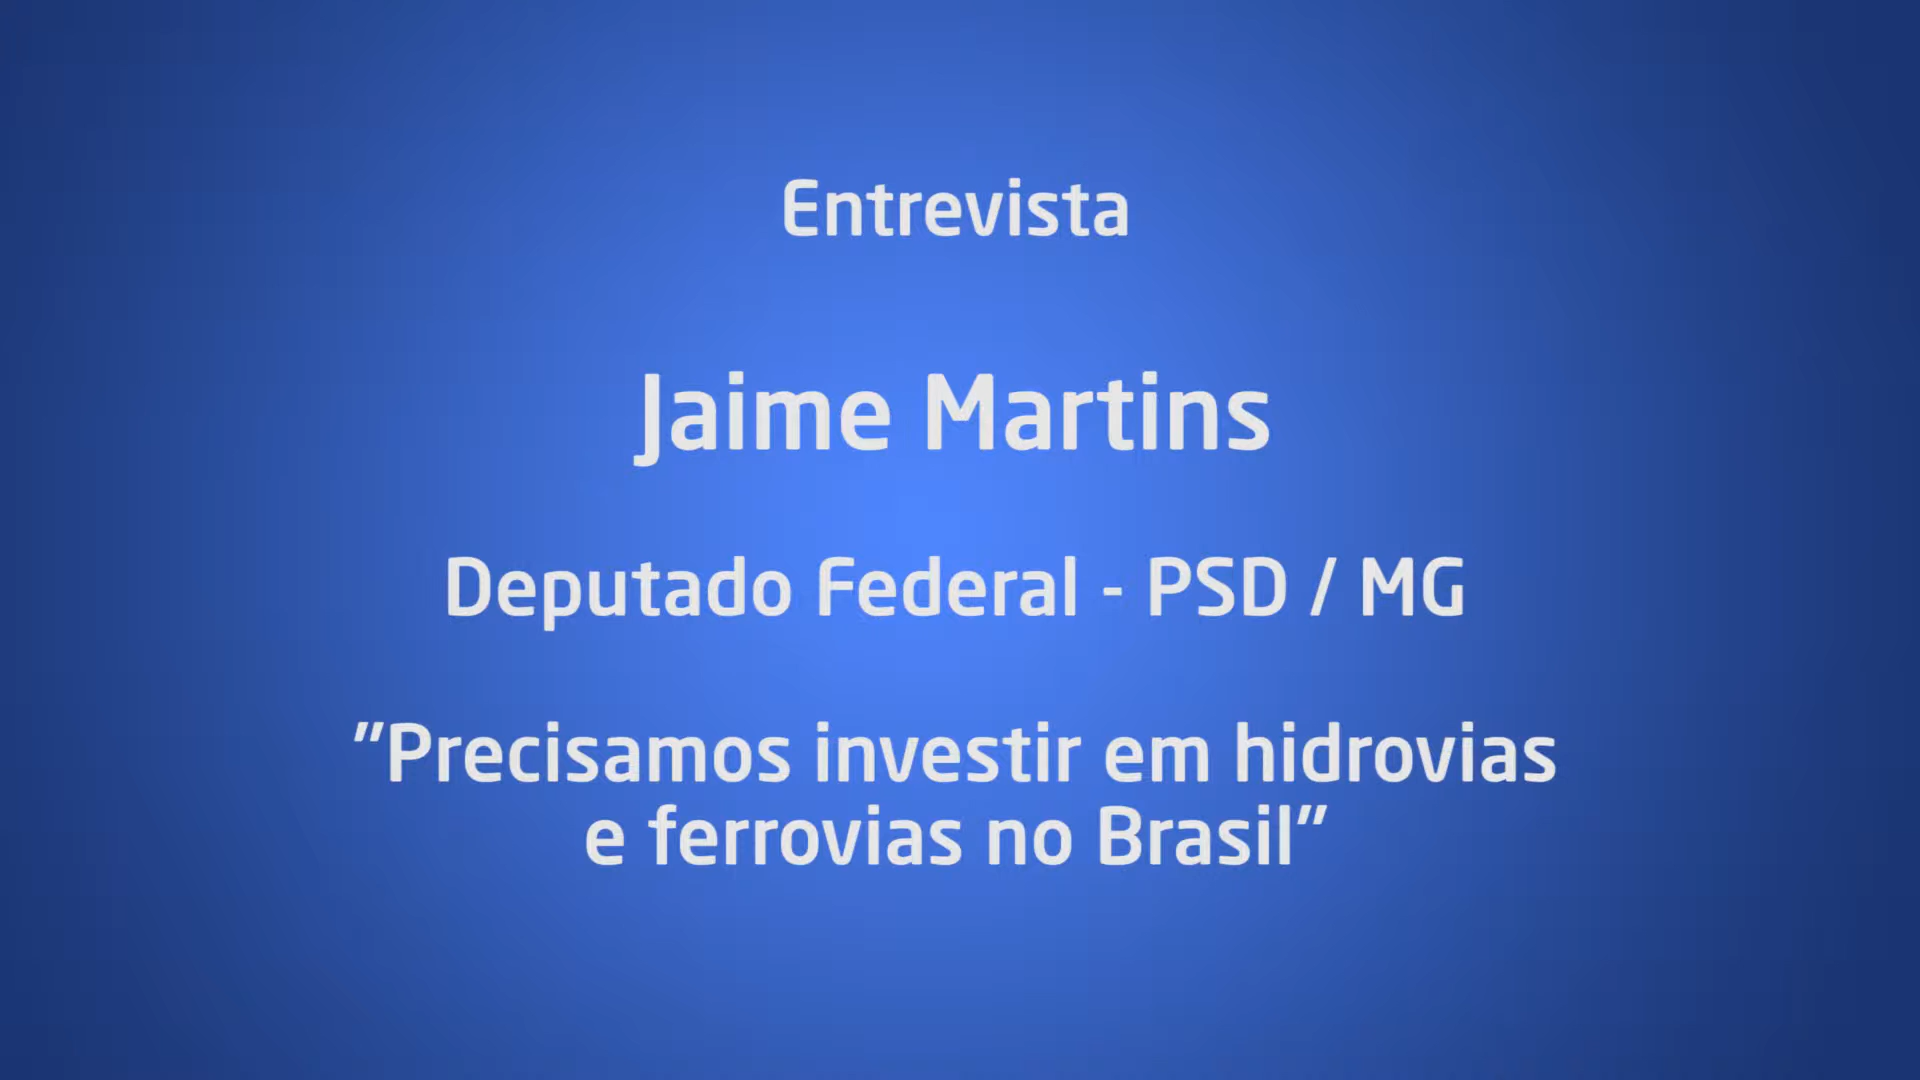 Entrevista
Jaime Martins
Deputado Federal - PSD / MG
"Precisamos investir em hidrovias
e ferrovias no Brasil"